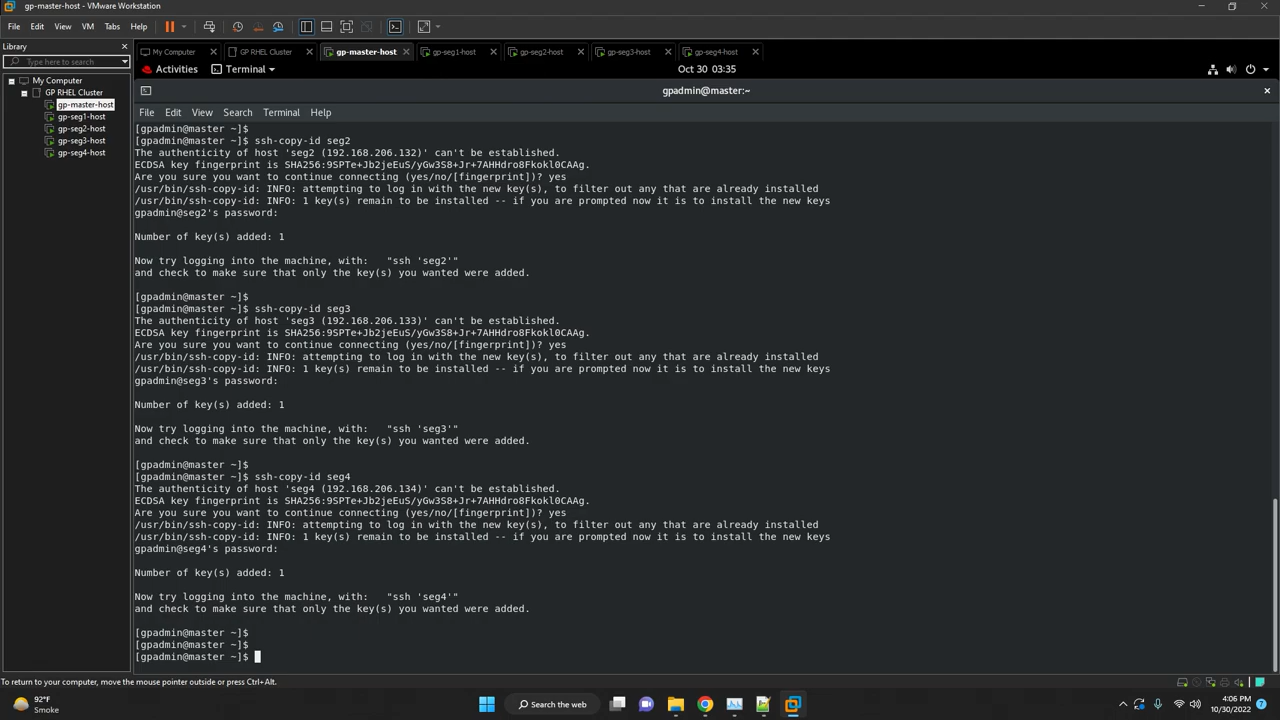 gp-master-host - VMware Workstation
File Edit View VM Tabs Help
Library
Type here to search
My Computer
GP RHEL Cluster
gp-master-host
gp-seg1-host
gp-seg2-host
gp-seg3-host
gp-seg4-host
My Computer GP RHEL Cluster gp-master-host gp-seg1-host gp-seg2-host gp-seg3-host gp-seg4-host
Activities Terminal Oct 30 03:35
gpadmin@master:~
File Edit View Search Terminal Help
[gpadmin@master ~]$
[gpadmin@master ~]$ ssh-copy-id seg2
The authenticity of host 'seg2 (192.168.206.132)' can't be established.
ECDSA key fingerprint is SHA256:9SPTe+Jb2jeEuS/yGw3S8+Jr+7AHHdro8Fkokl0CAAg.
Are you sure you want to continue connecting (yes/no/[fingerprint])? yes
/usr/bin/ssh-copy-id: INFO: attempting to log in with the new key(s), to filter out any that are already installed
/usr/bin/ssh-copy-id: INFO: 1 key(s) remain to be installed -- if you are prompted now it is to install the new keys
gpadmin@seg2's password:
Number of key(s) added: 1
Now try logging into the machine, with: "ssh 'seg2'"
and check to make sure that only the key(s) you wanted were added.
[gpadmin@master ~]$
[gpadmin@master ~]$ ssh-copy-id seg3
The authenticity of host 'seg3 (192.168.206.133)' can't be established.
ECDSA key fingerprint is SHA256:9SPTe+Jb2jeEuS/yGw3S8+Jr+7AHHdro8Fkokl0CAAg.
Are you sure you want to continue connecting (yes/no/[fingerprint])? yes
/usr/bin/ssh-copy-id: INFO: attempting to log in with the new key(s), to filter out any that are already installed
/usr/bin/ssh-copy-id: INFO: 1 key(s) remain to be installed -- if you are prompted now it is to install the new keys
gpadmin@seg3's password:
Number of key(s) added: 1
Now try logging into the machine, with: "ssh 'seg3'"
and check to make sure that only the key(s) you wanted were added.
[gpadmin@master ~]$
[gpadmin@master ~]$ ssh-copy-id seg4
The authenticity of host 'seg4 (192.168.206.134)' can't be established.
ECDSA key fingerprint is SHA256:9SPTe+Jb2jeEuS/yGw3S8+Jr+7AHHdro8Fkokl0CAAg.
Are you sure you want to continue connecting (yes/no/[fingerprint])? yes
/usr/bin/ssh-copy-id: INFO: attempting to log in with the new key(s), to filter out any that are already installed
/usr/bin/ssh-copy-id: INFO: 1 key(s) remain to be installed -- if you are prompted now it is to install the new keys
gpadmin@seg4's password:
Number of key(s) added: 1
Now try logging into the machine, with: "ssh 'seg4'"
and check to make sure that only the key(s) you wanted were added.
[gpadmin@master ~]$
[gpadmin@master ~]$
[gpadmin@master ~]$
To return to your computer, move the mouse pointer outside or press Ctrl+Alt.
92°F
Smoke
Search the web
4:06 PM
10/30/2022